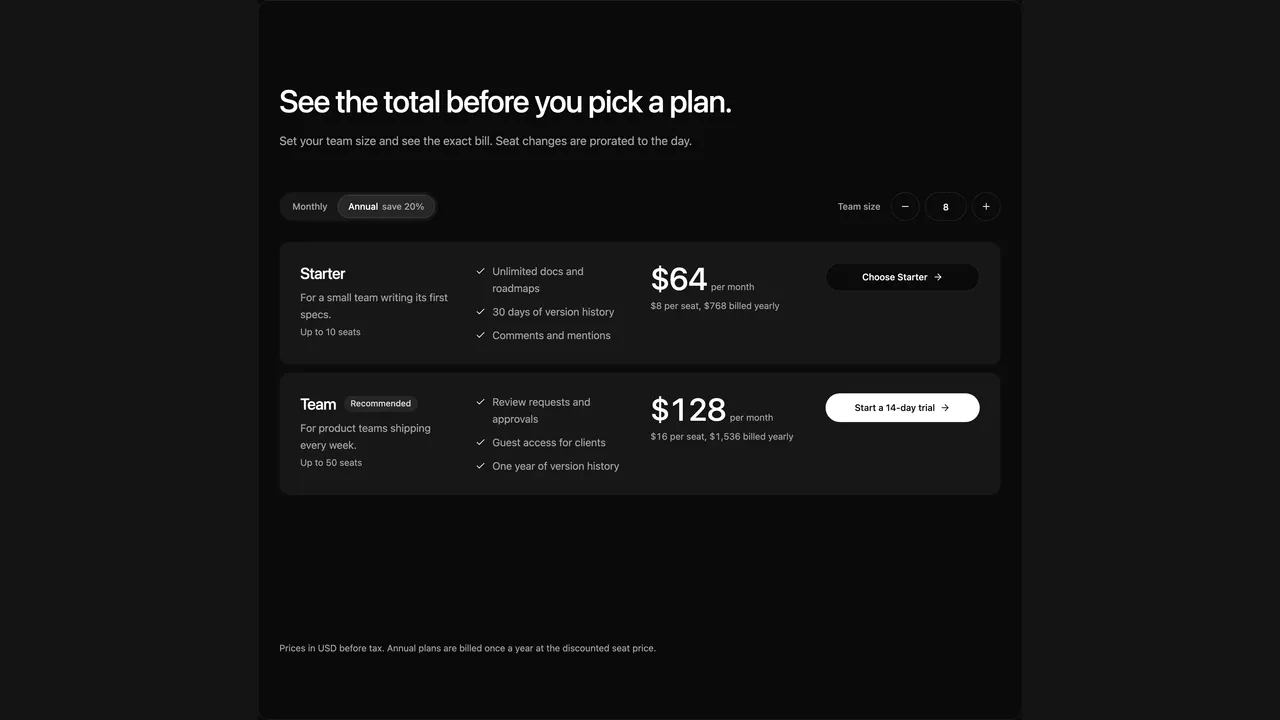 See the total before you pick a plan.
Set your team size and see the exact bill. Seat changes are prorated to the day.
Monthly
Annual save 20%
Team size
−
8
+
Starter
For a small team writing its first
specs.
Up to 10 seats
Unlimited docs and
roadmaps
30 days of version history
Comments and mentions
$64 per month
$8 per seat, $768 billed yearly
Choose Starter →
Team
Recommended
For product teams shipping
every week.
Up to 50 seats
Review requests and
approvals
Guest access for clients
One year of version history
$128 per month
$16 per seat, $1,536 billed yearly
Start a 14-day trial →
Prices in USD before tax. Annual plans are billed once a year at the discounted seat price.